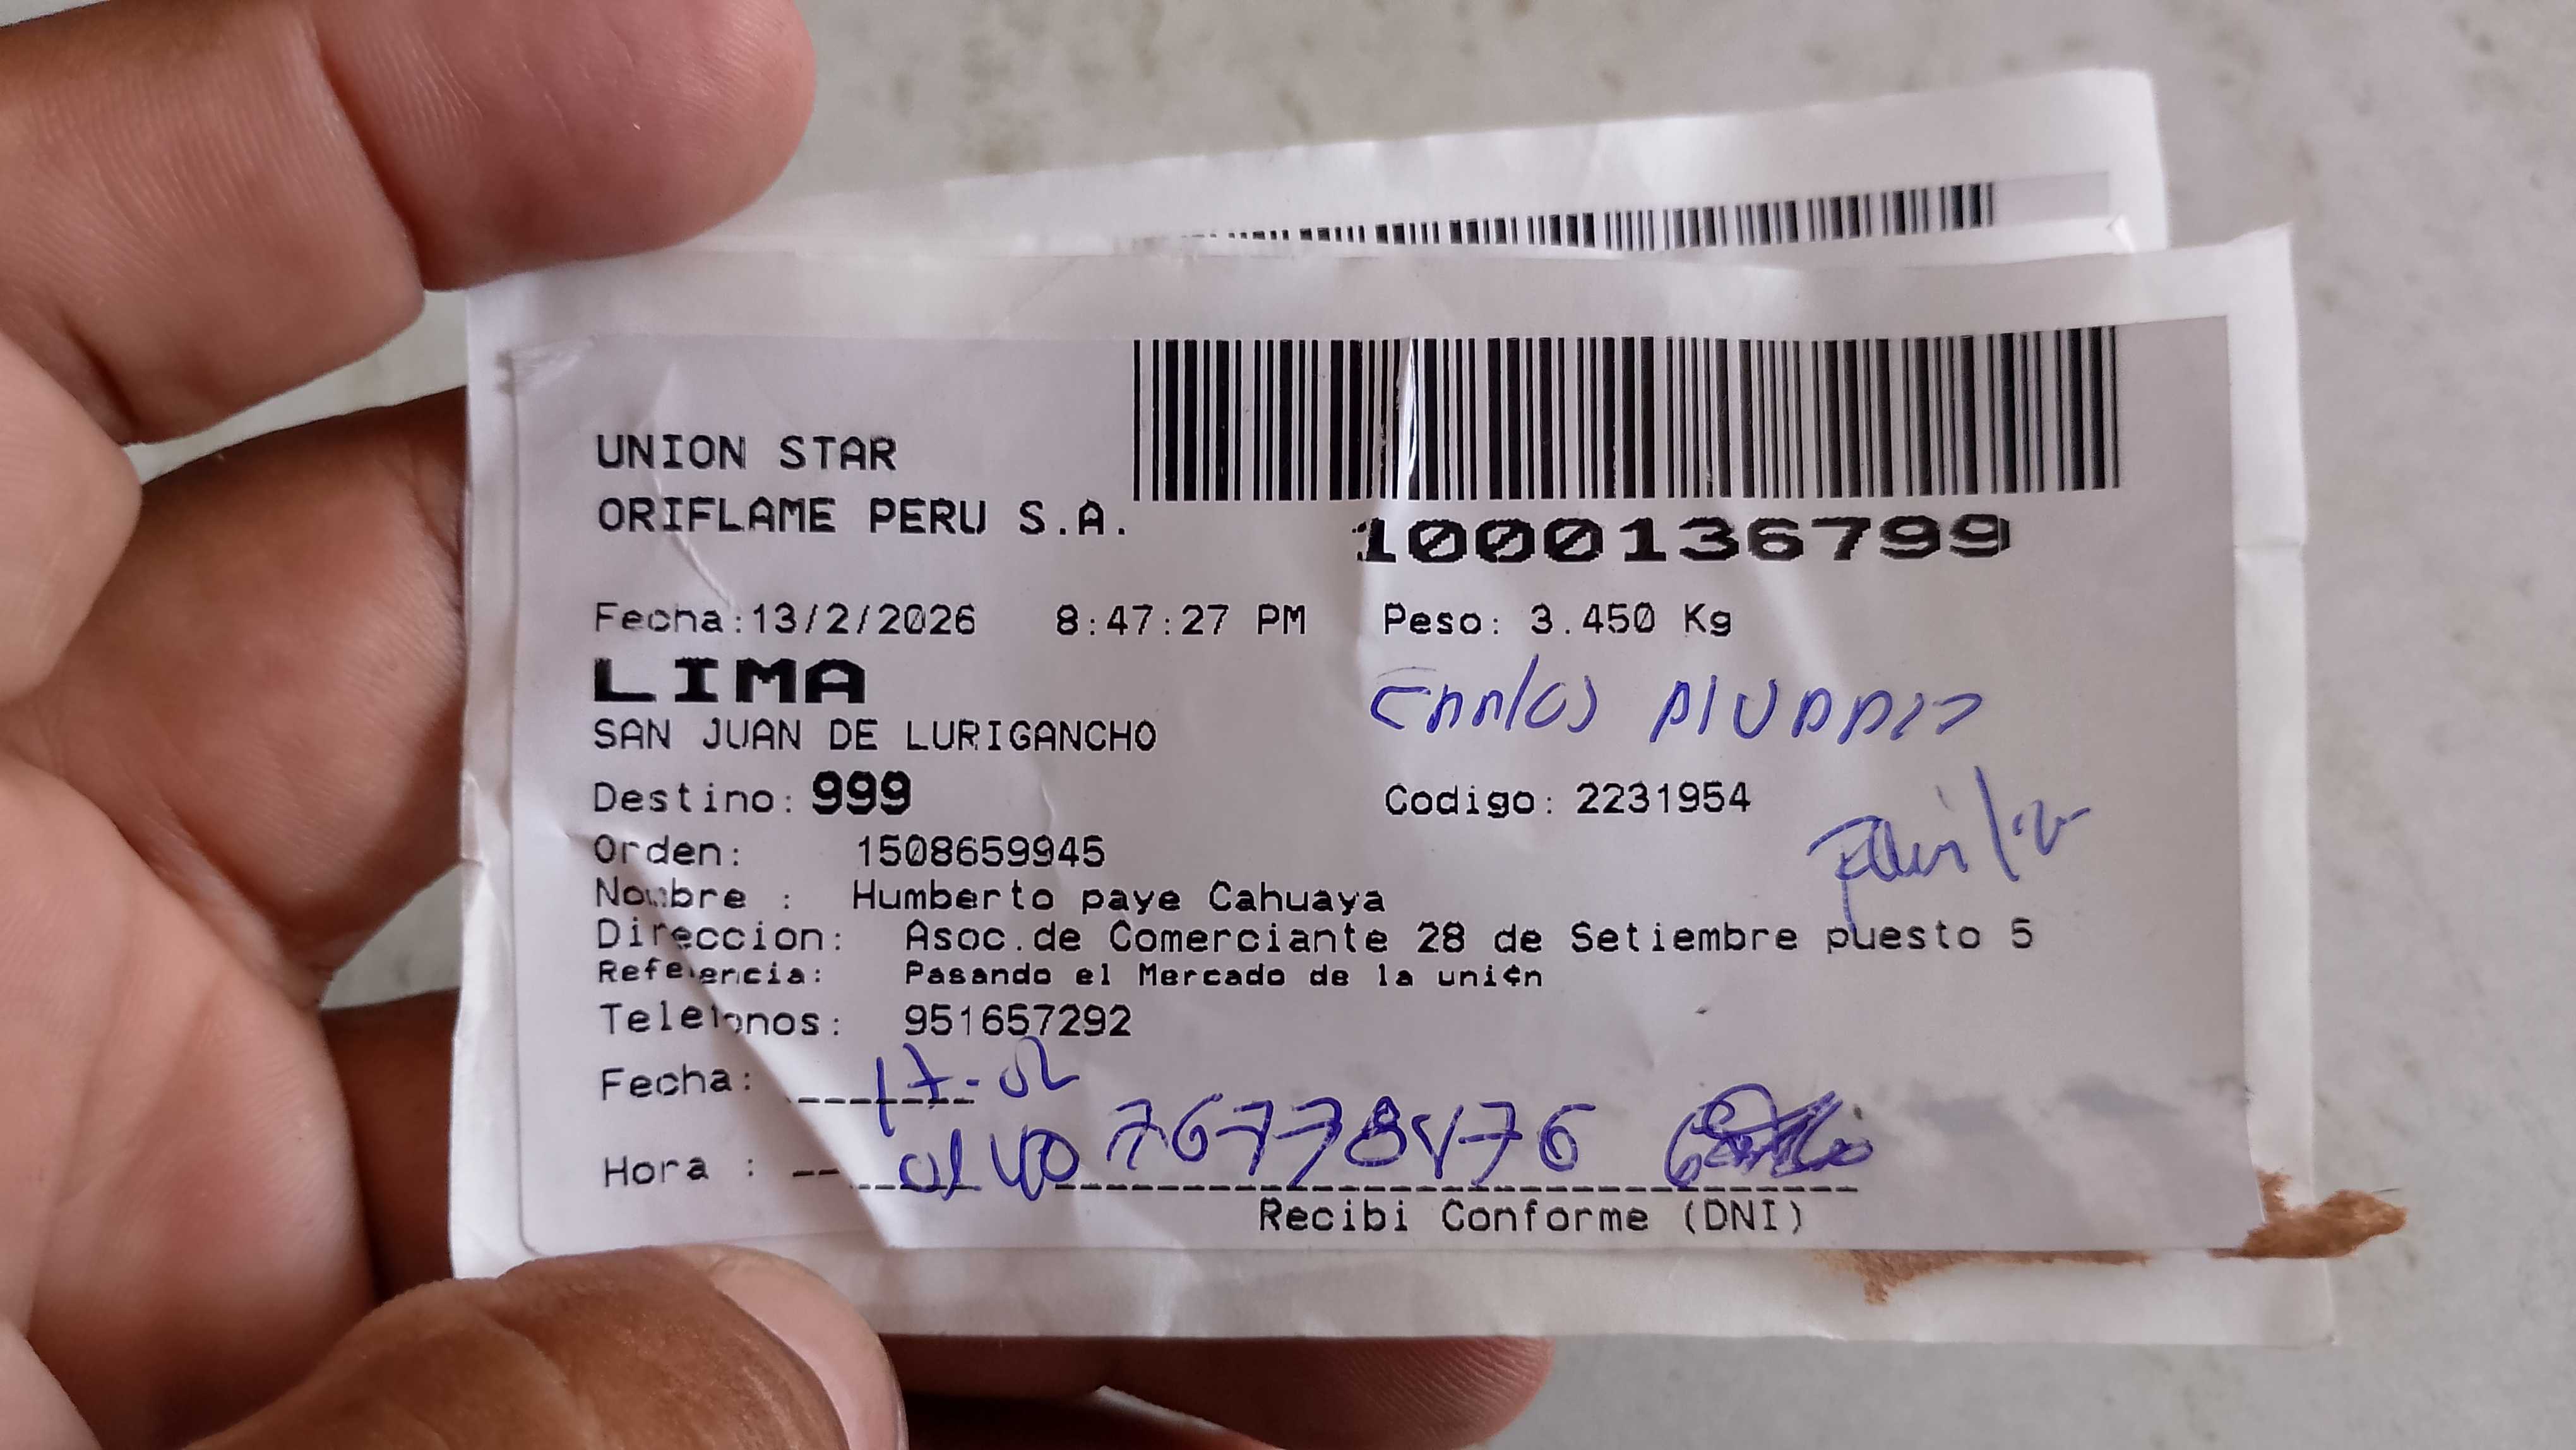 UNION STAR
ORIFLAME PERU S.A.
1000136799
Fecha:13/2/2026 8:47:27 PM Peso: 3.450 Kg
LIMA
SAN JUAN DE LURIGANCHO
Carlos
Destino: 999 Codigo: 2231954
Orden: 1508659945
Nombre : Humberto paye Cahuaya
Direccion: Asoc.de Comerciante 28 de Setiembre puesto 5
Referencia: Pasando el Mercado de la uni¢n
Telefonos: 951657292
Fecha: 17-02
Hora :
Recibi Conforme (DNI)